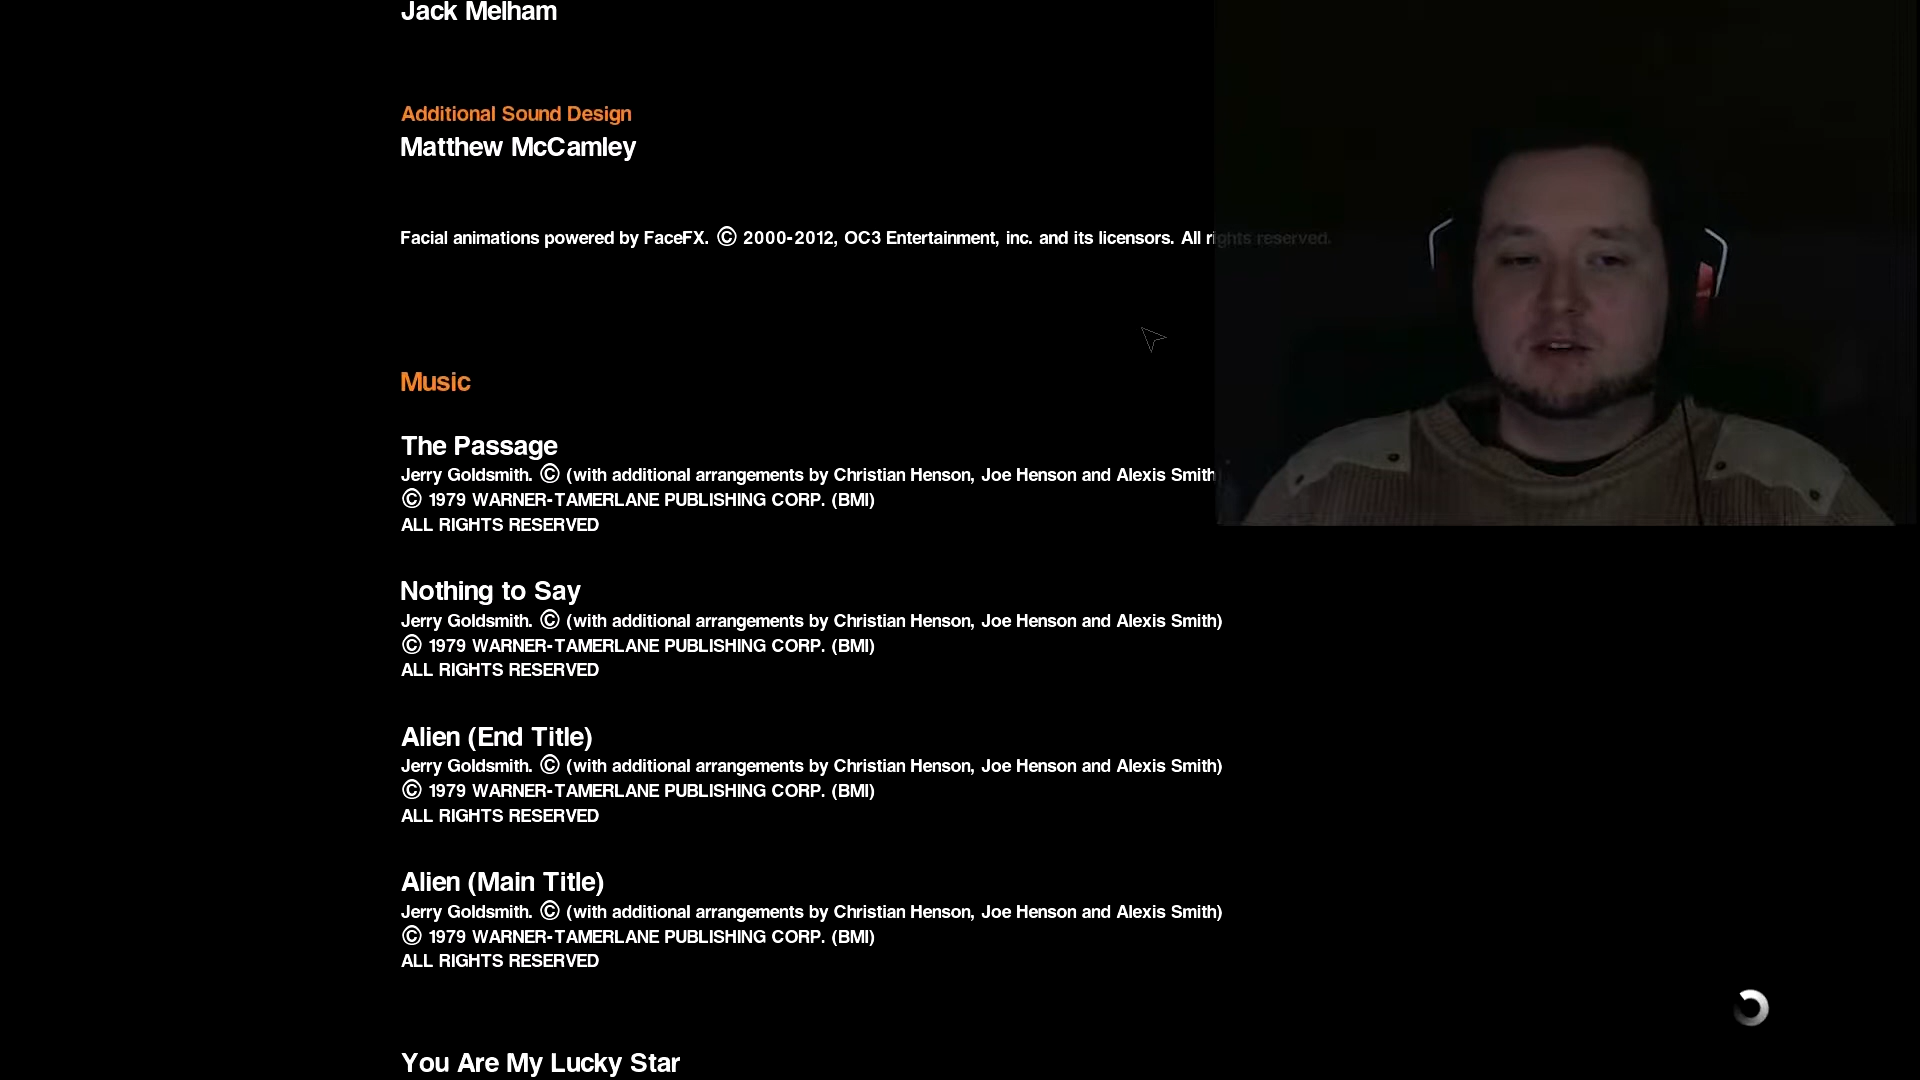 Jack Melham
Additional Sound Design
Matthew McCamley
Facial animations powered by FaceFX. © 2000-2012, OC3 Entertainment, inc. and its licensors. All rights reserved.
Music
The Passage
Jerry Goldsmith. © (with additional arrangements by Christian Henson, Joe Henson and Alexis Smith
© 1979 WARNER-TAMERLANE PUBLISHING CORP. (BMI)
ALL RIGHTS RESERVED
Nothing to Say
Jerry Goldsmith. © (with additional arrangements by Christian Henson, Joe Henson and Alexis Smith)
© 1979 WARNER-TAMERLANE PUBLISHING CORP. (BMI)
ALL RIGHTS RESERVED
Alien (End Title)
Jerry Goldsmith. © (with additional arrangements by Christian Henson, Joe Henson and Alexis Smith)
© 1979 WARNER-TAMERLANE PUBLISHING CORP. (BMI)
ALL RIGHTS RESERVED
Alien (Main Title)
Jerry Goldsmith. © (with additional arrangements by Christian Henson, Joe Henson and Alexis Smith)
© 1979 WARNER-TAMERLANE PUBLISHING CORP. (BMI)
ALL RIGHTS RESERVED
You Are My Lucky Star